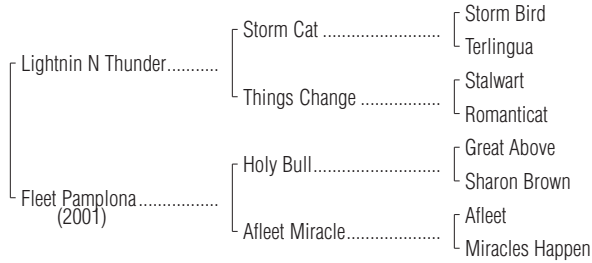 Storm Bird
Storm Cat ..............................
Terlingua
Lightnin N Thunder...........
Stalwart
Things Change ....................
Romanticat
Great Above
Holy Bull................................
Sharon Brown
Fleet Pamplona.................
(2001)
Afleet
Afleet Miracle.......................
Miracles Happen